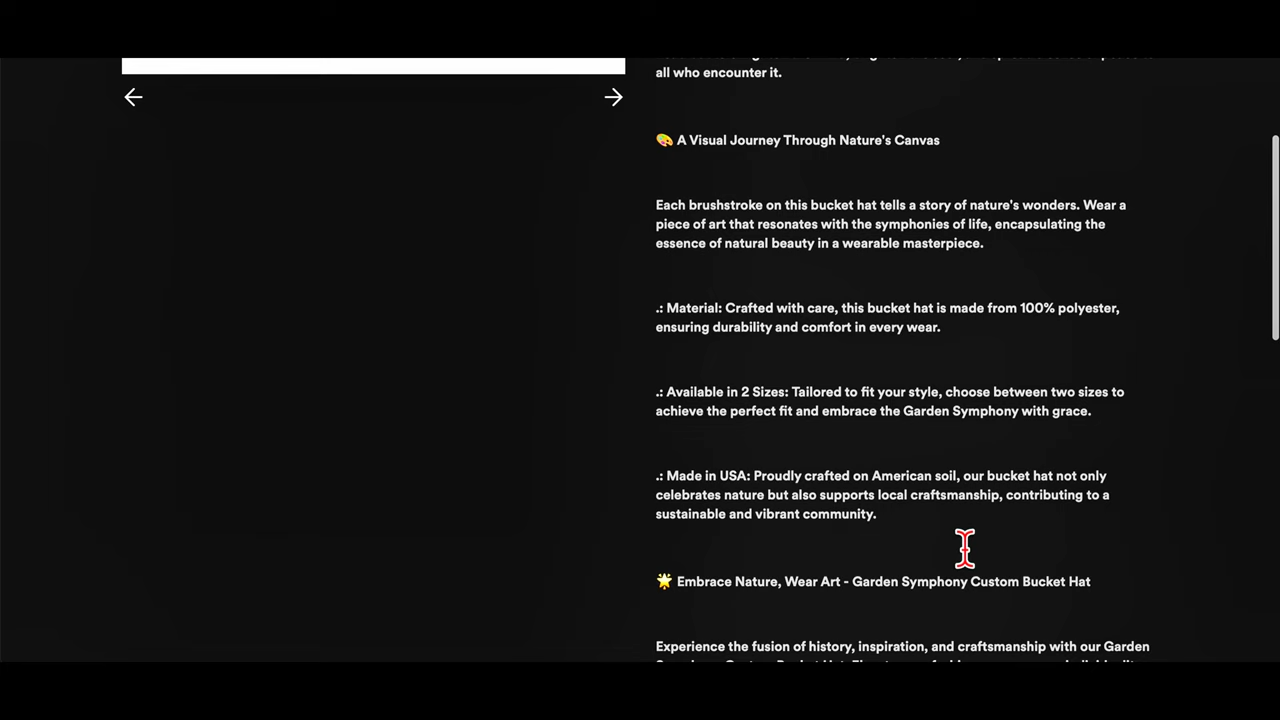 all who encounter it.
🎨 A Visual Journey Through Nature's Canvas
Each brushstroke on this bucket hat tells a story of nature's wonders. Wear a
piece of art that resonates with the symphonies of life, encapsulating the
essence of natural beauty in a wearable masterpiece.
.: Material: Crafted with care, this bucket hat is made from 100% polyester,
ensuring durability and comfort in every wear.
.: Available in 2 Sizes: Tailored to fit your style, choose between two sizes to
achieve the perfect fit and embrace the Garden Symphony with grace.
.: Made in USA: Proudly crafted on American soil, our bucket hat not only
celebrates nature but also supports local craftsmanship, contributing to a
sustainable and vibrant community.
🌟 Embrace Nature, Wear Art - Garden Symphony Custom Bucket Hat
Experience the fusion of history, inspiration, and craftsmanship with our Garden